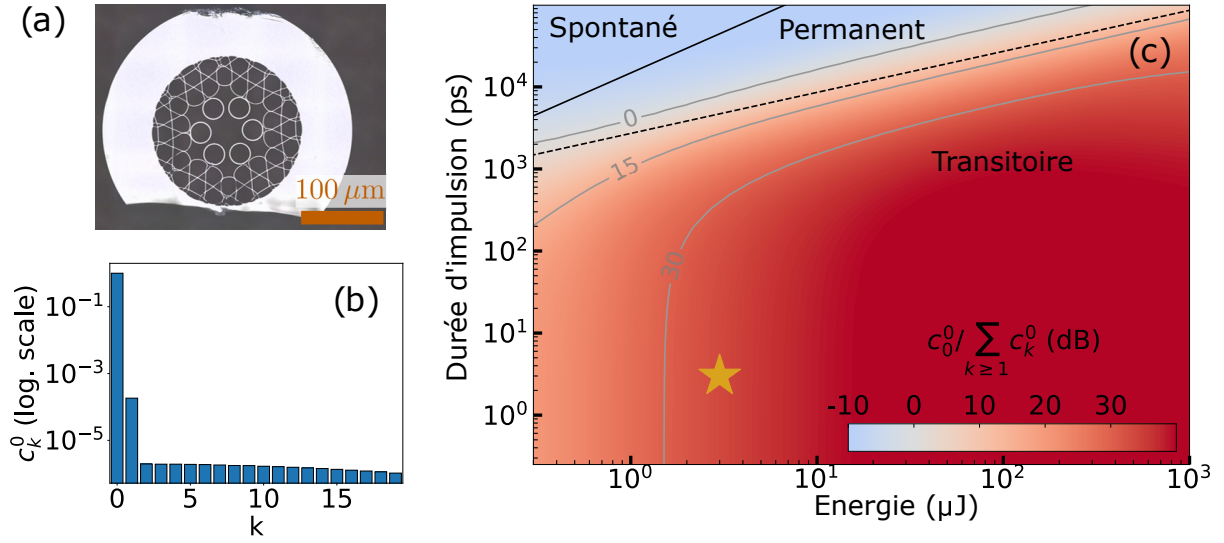 (a)
100 μm
(b)
10⁻¹
10⁻³
10⁻⁵
c⁰ₖ (log. scale)
0 5 10 15
k
(c)
Spontané
Permanent
Transitoire
0
15
30
10⁴
10³
10²
10¹
10⁰
Durée d'impulsion (ps)
c⁰₀/ ∑ c⁰ₖ (dB)
k ≥ 1
-10 0 10 20 30
10⁰ 10¹ 10² 10³
Energie (μJ)